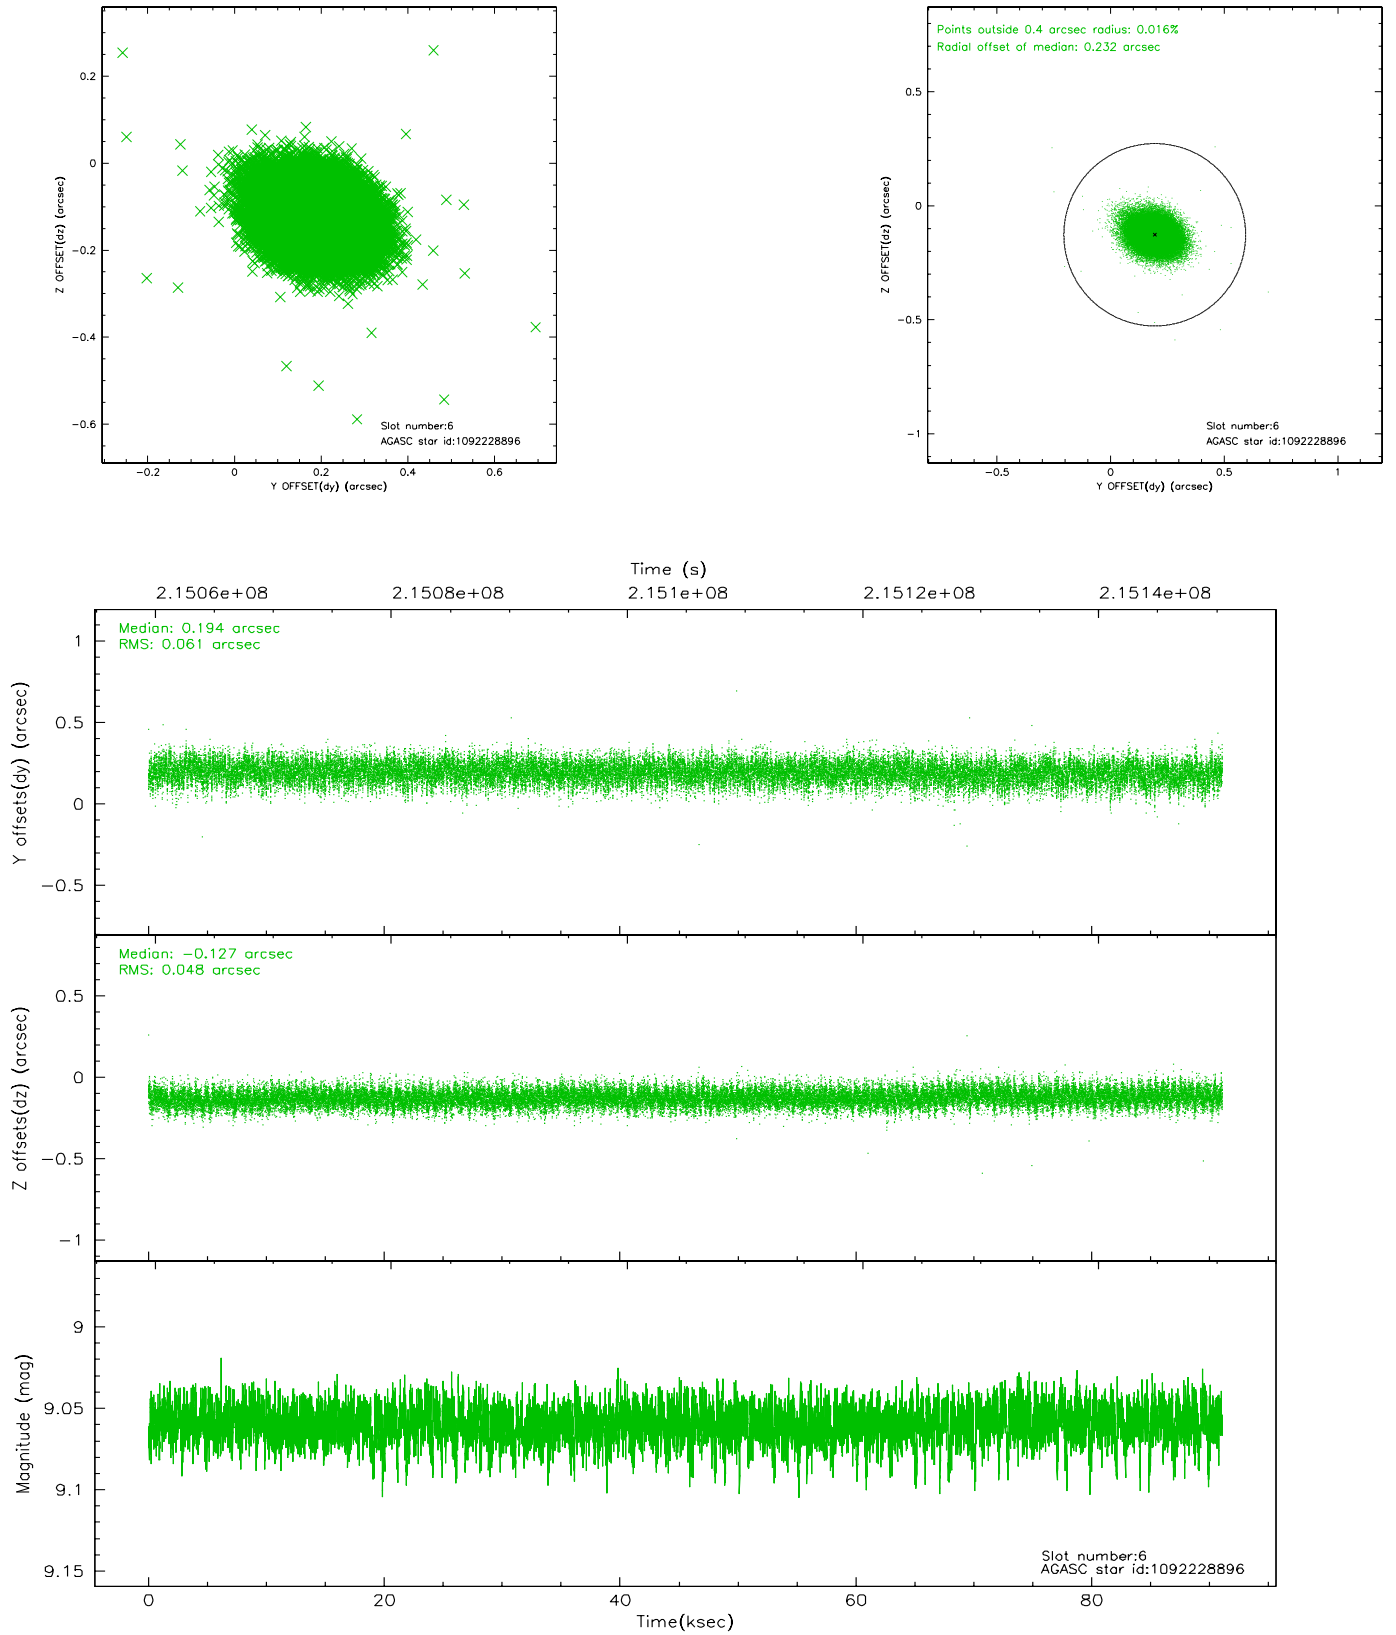 0.2
0
−0.2
−0.4
−0.6
Z OFFSET(dz) (arcsec)
Slot number:6
AGASC star id:1092228896
−0.2
0
0.2
0.4
0.6
Y OFFSET(dy) (arcsec)
Points outside 0.4 arcsec radius: 0.016%
Radial offset of median: 0.232 arcsec
0.5
0
−0.5
−1
Z OFFSET(dz) (arcsec)
Slot number:6
AGASC star id:1092228896
−0.5
0
0.5
1
Y OFFSET(dy) (arcsec)
Time (s)
2.1506e+08
2.1508e+08
2.151e+08
2.1512e+08
2.1514e+08
Median: 0.194 arcsec
RMS: 0.061 arcsec
1
0.5
0
−0.5
Y offsets(dy) (arcsec)
Median: −0.127 arcsec
RMS: 0.048 arcsec
0.5
0
−0.5
−1
Z offsets(dz) (arcsec)
9
9.05
9.1
9.15
Magnitude (mag)
Slot number:6
AGASC star id:1092228896
0
20
40
60
80
Time(ksec)